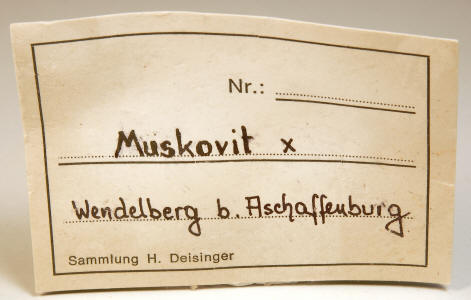 Nr.:
Muskovit x
Wendelberg b. Aschaffenburg
Sammlung H. Deisinger